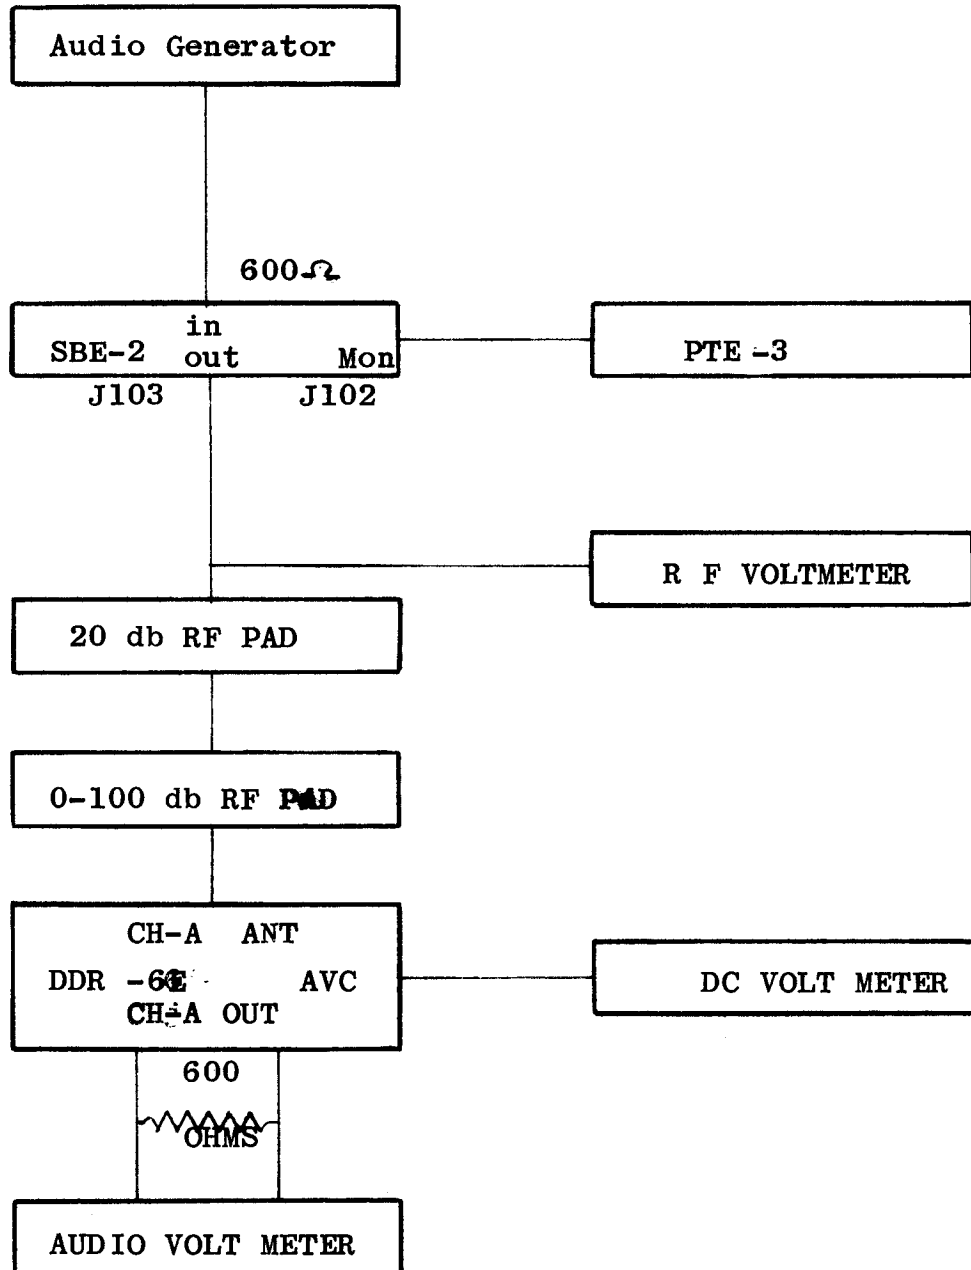 Audio Generator
600Ω
in
SBE-2 out Mon
PTE-3
J103 J102
R F VOLTMETER
20 db RF PAD
0-100 db RF PAD
CH-A ANT
DDR AVC
DC VOLT METER
CH-A OUT
600
OHMS
AUDIO VOLT METER